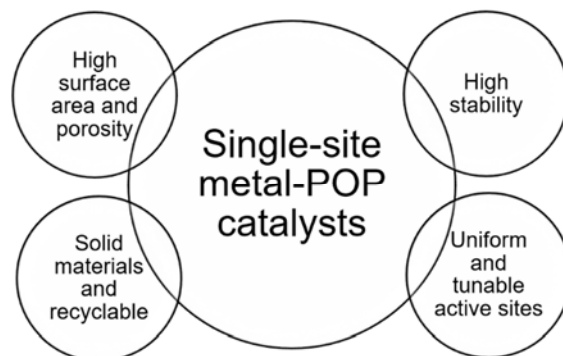 High
surface
area and
porosity
High
stability
Single-site
metal-POP
catalysts
Solid
materials
and
recyclable
Uniform
and
tunable
active sites